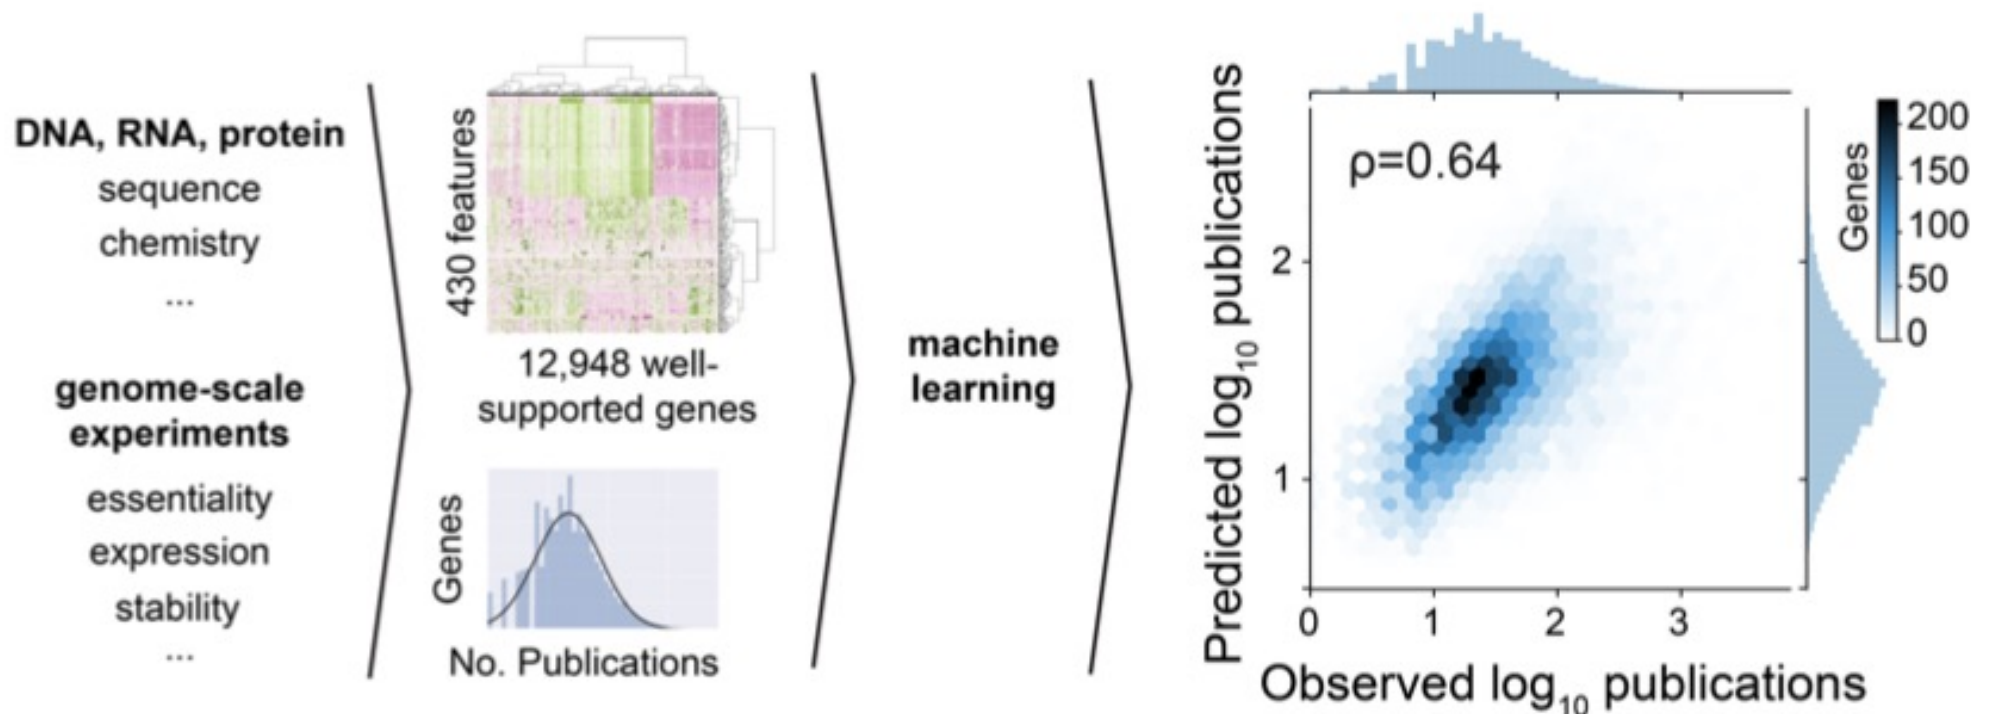 DNA, RNA, protein
sequence
chemistry
...
genome-scale
experiments
essentiality
expression
stability
...
430 features
12,948 well-
supported genes
Genes
No. Publications
machine
learning
Predicted log₁₀ publications
2
1
ρ=0.64
0
1
2
3
Observed log₁₀ publications
Genes
200
150
100
50
0